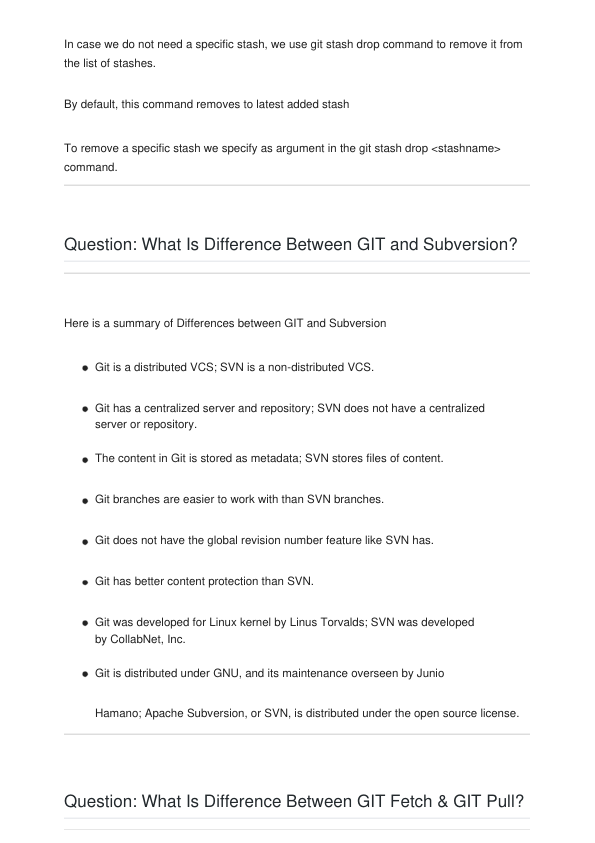 In case we do not need a specific stash, we use git stash drop command to remove it from
the list of stashes.
By default, this command removes to latest added stash
To remove a specific stash we specify as argument in the git stash drop <stashname>
command.
Question: What Is Difference Between GIT and Subversion?
Here is a summary of Differences between GIT and Subversion
● Git is a distributed VCS; SVN is a non-distributed VCS.
● Git has a centralized server and repository; SVN does not have a centralized
server or repository.
● The content in Git is stored as metadata; SVN stores files of content.
● Git branches are easier to work with than SVN branches.
● Git does not have the global revision number feature like SVN has.
● Git has better content protection than SVN.
● Git was developed for Linux kernel by Linus Torvalds; SVN was developed
by CollabNet, Inc.
● Git is distributed under GNU, and its maintenance overseen by Junio
Hamano; Apache Subversion, or SVN, is distributed under the open source license.
Question: What Is Difference Between GIT Fetch & GIT Pull?